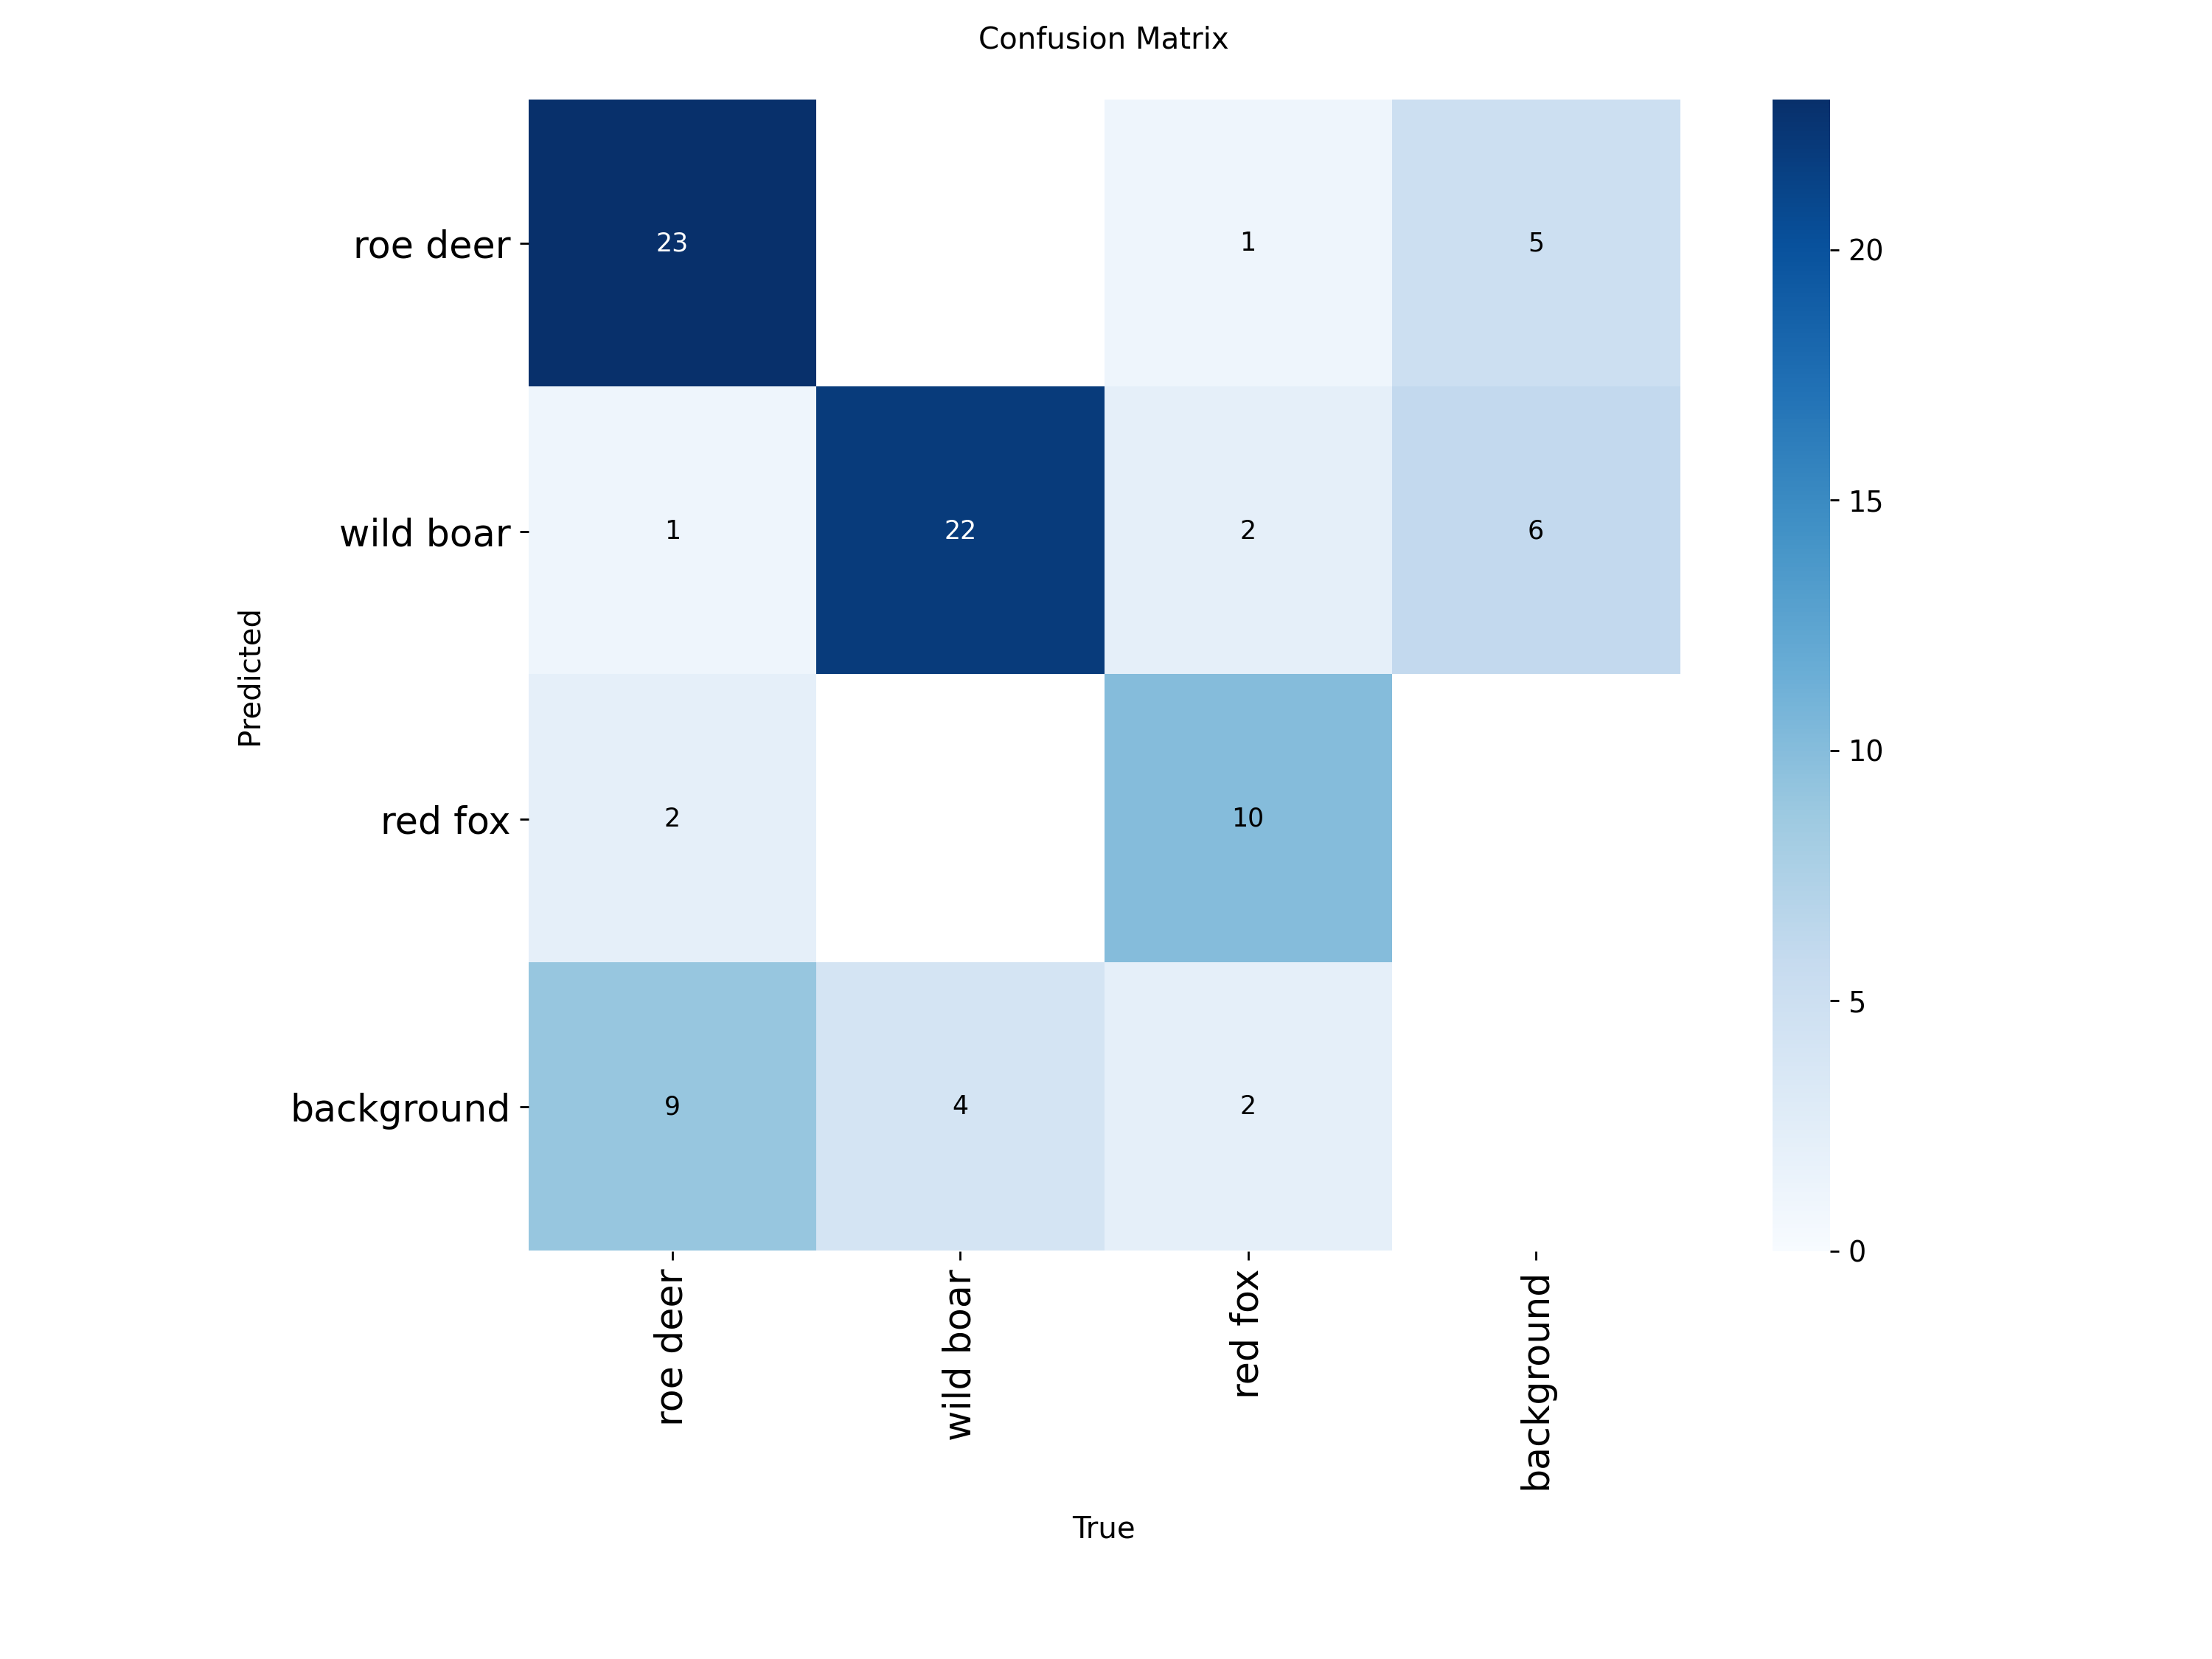 Confusion Matrix
roe deer
23
1
5
20
wild boar
1
22
2
6
15
Predicted
red fox
2
10
10
background
9
4
2
5
0
roe deer
wild boar
red fox
background
True